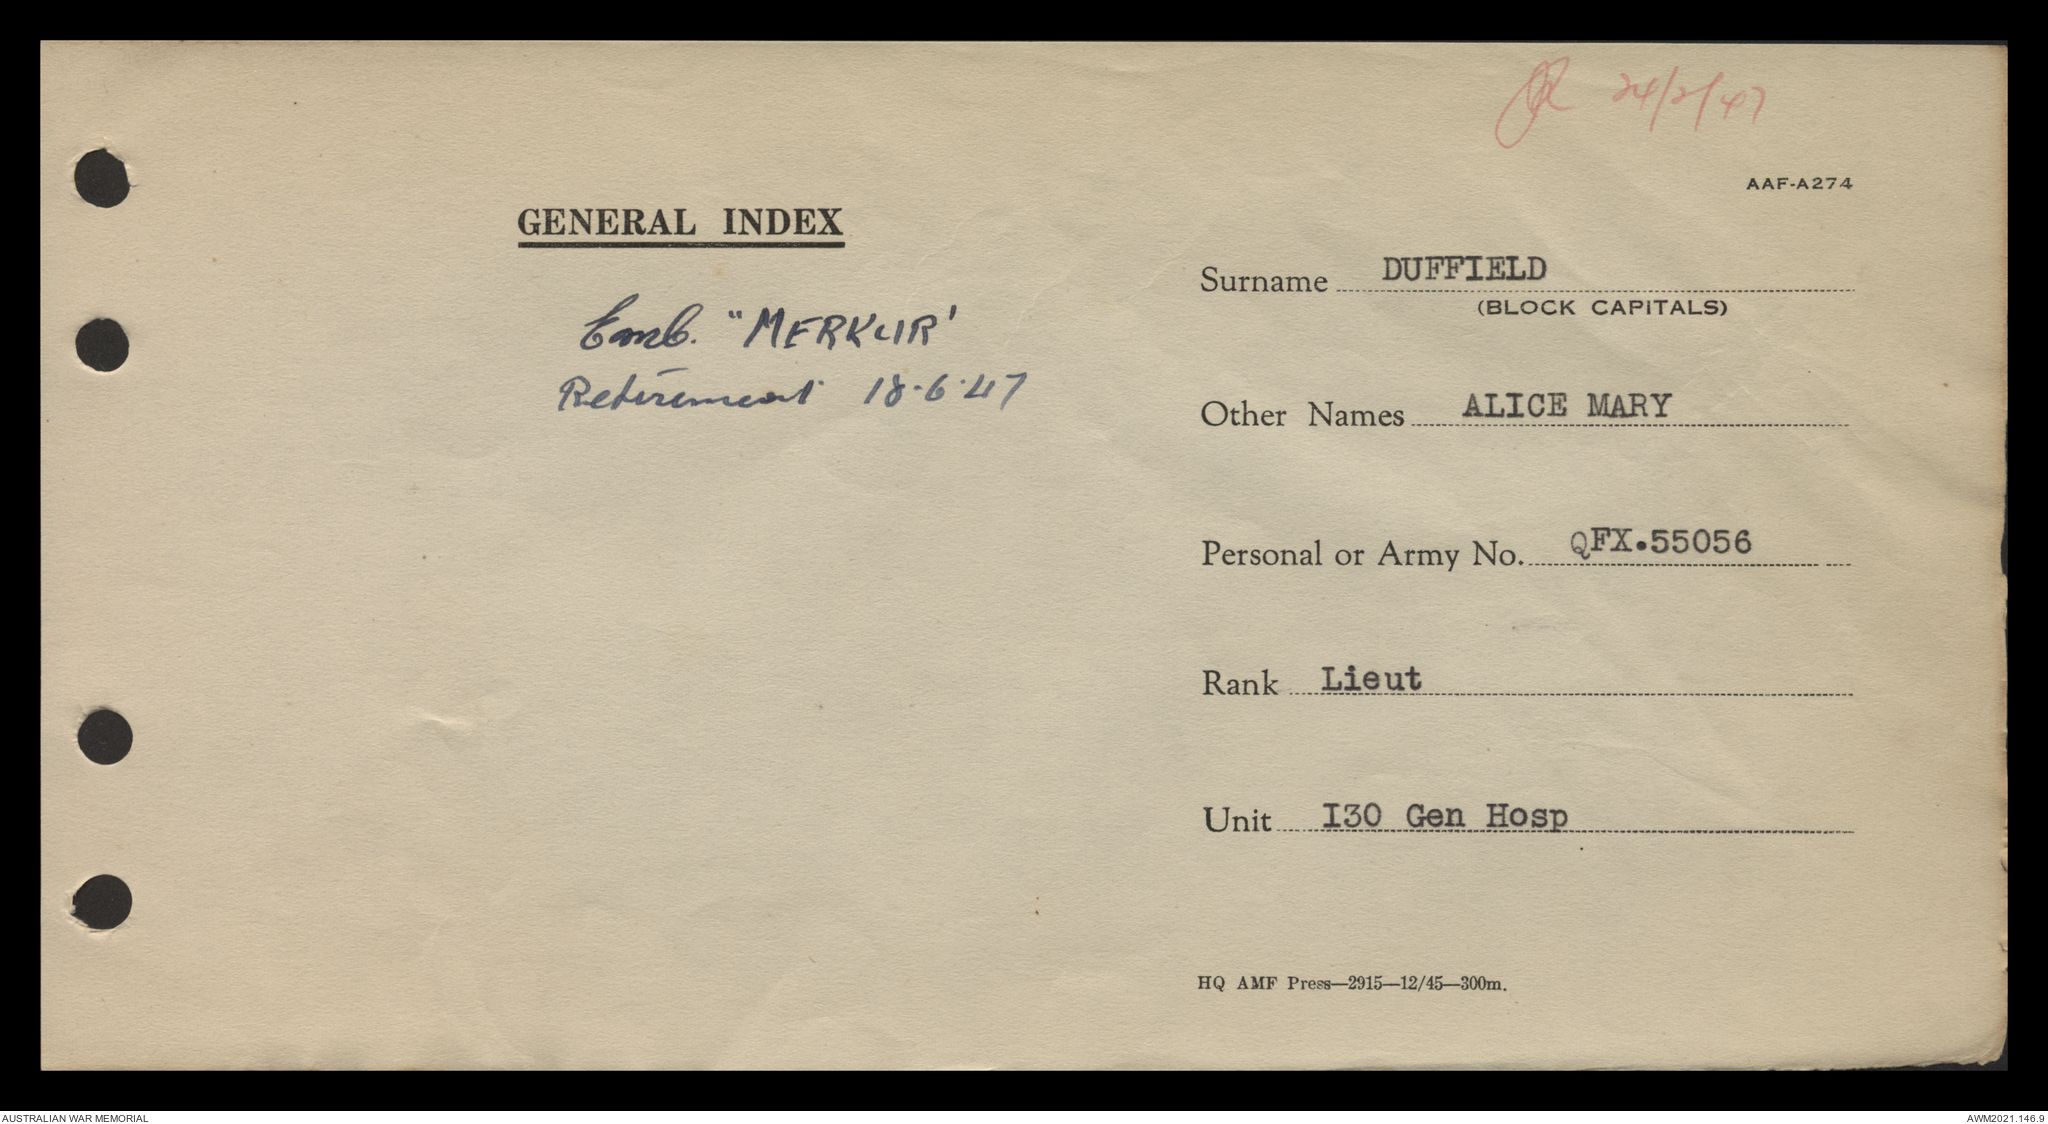 24/2/47
AAF-A274
GENERAL INDEX
Emb. "MERKUR'
Retirement 18.6.47
Surname DUFFIELD
(BLOCK CAPITALS)
Other Names ALICE MARY
Personal or Army No. QFX.55056
Rank Lieut
Unit I30 Gen Hosp
HQ AMF Press—2915—12/45—300m.
AUSTRALIAN WAR MEMORIAL
AWM2021.146.9